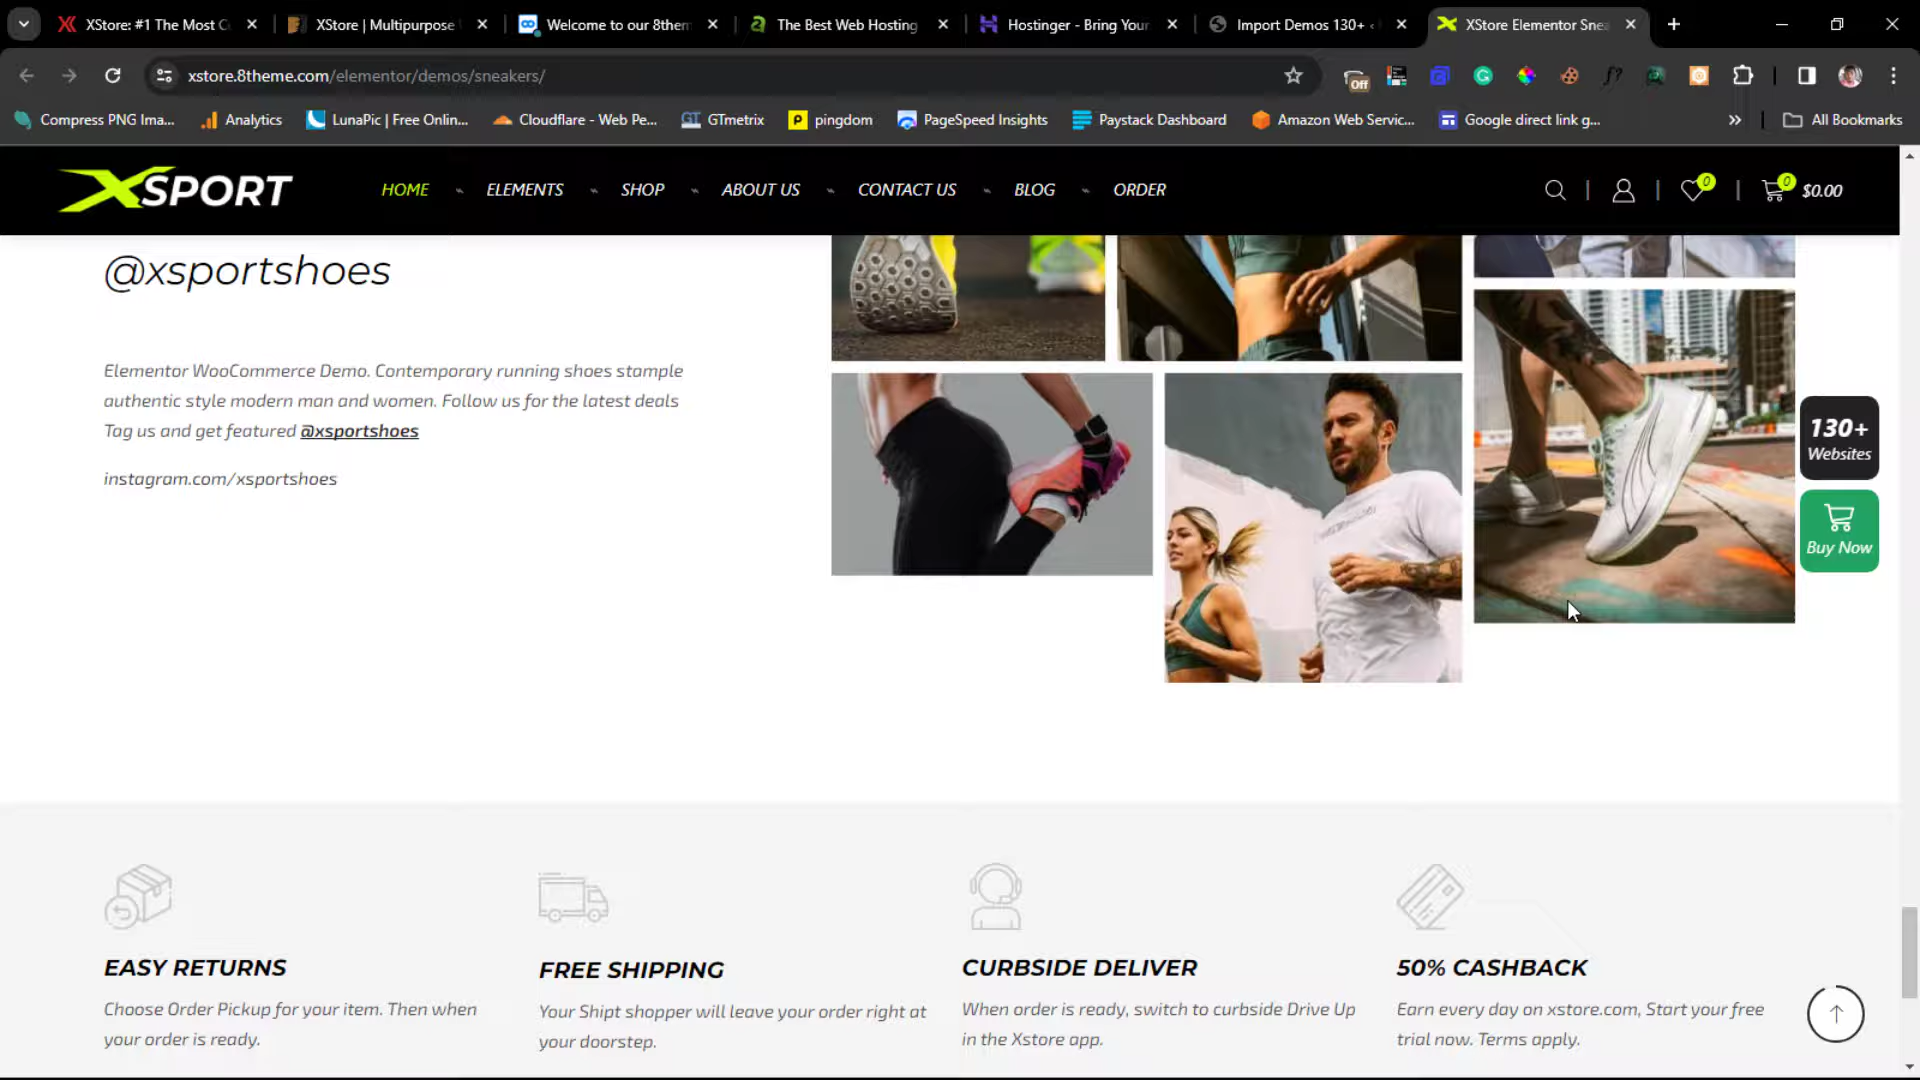 XStore: #1 The Most C
XStore | Multipurpose
Welcome to our 8them
The Best Web Hosting
Hostinger - Bring Your
Import Demos 130+ ‹
XStore Elementor Snea
xstore.8theme.com/elementor/demos/sneakers/
Off
Compress PNG Ima...
Analytics
LunaPic | Free Onlin...
Cloudflare - Web Pe...
GTmetrix
pingdom
PageSpeed Insights
Paystack Dashboard
Amazon Web Servic...
Google direct link g...
»
All Bookmarks
XSPORT
HOME
ELEMENTS
SHOP
ABOUT US
CONTACT US
BLOG
ORDER
0
0
$0.00
@xsportshoes
Elementor WooCommerce Demo. Contemporary running shoes stample
authentic style modern man and women. Follow us for the latest deals
Tag us and get featured @xsportshoes
instagram.com/xsportshoes
130+
Websites
Buy Now
EASY RETURNS
Choose Order Pickup for your item. Then when
your order is ready.
FREE SHIPPING
Your Shipt shopper will leave your order right at
your doorstep.
CURBSIDE DELIVER
When order is ready, switch to curbside Drive Up
in the Xstore app.
50% CASHBACK
Earn every day on xstore.com, Start your free
trial now. Terms apply.